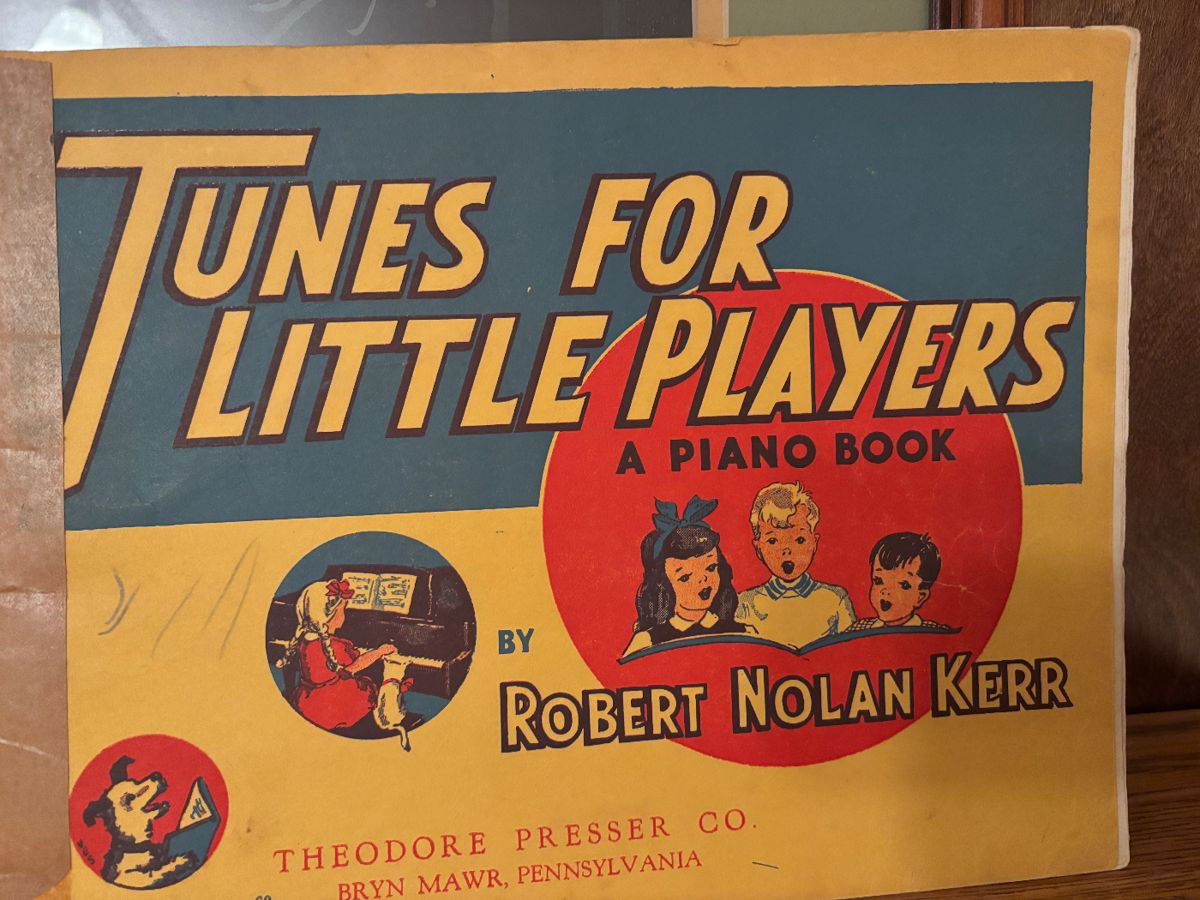 TUNES FOR
LITTLE PLAYERS
A PIANO BOOK
BY
ROBERT NOLAN KERR
THEODORE PRESSER CO.
BRYN MAWR, PENNSYLVANIA